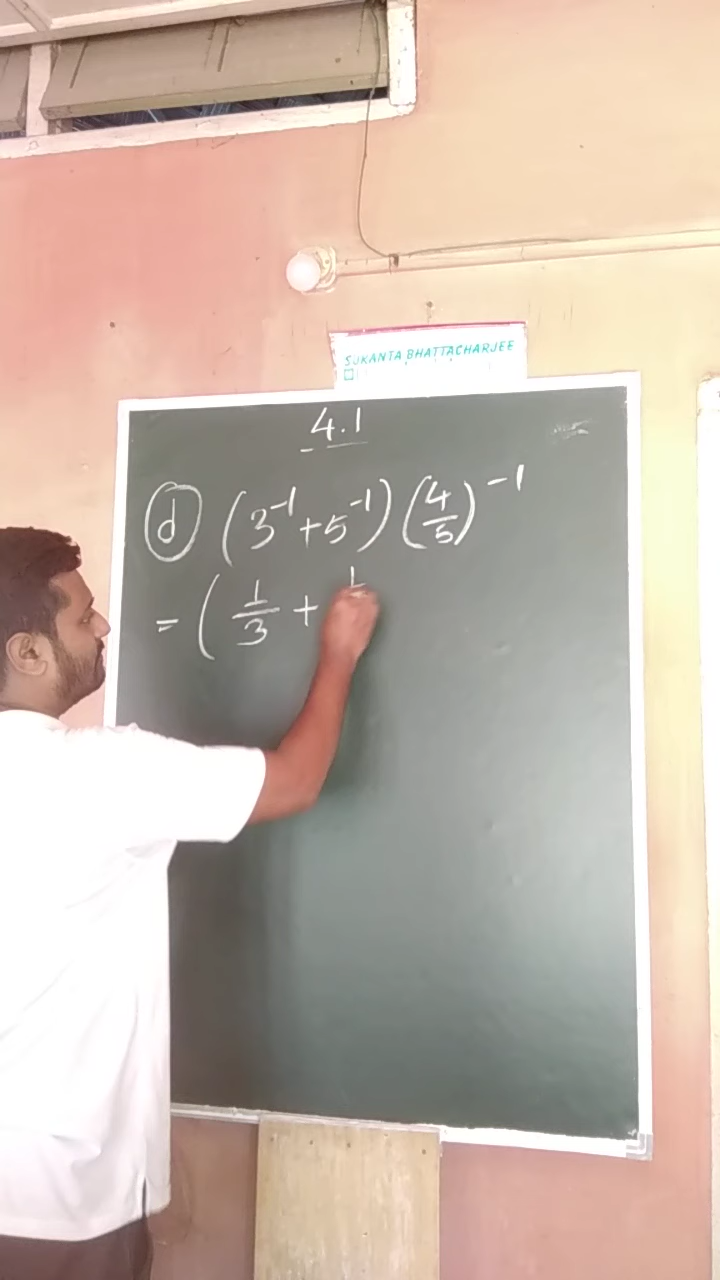 SUKANTA BHATTACHARJEE
4.1
(d) (3⁻¹+5⁻¹)(4/5)⁻¹
= ( 1/3 + 1